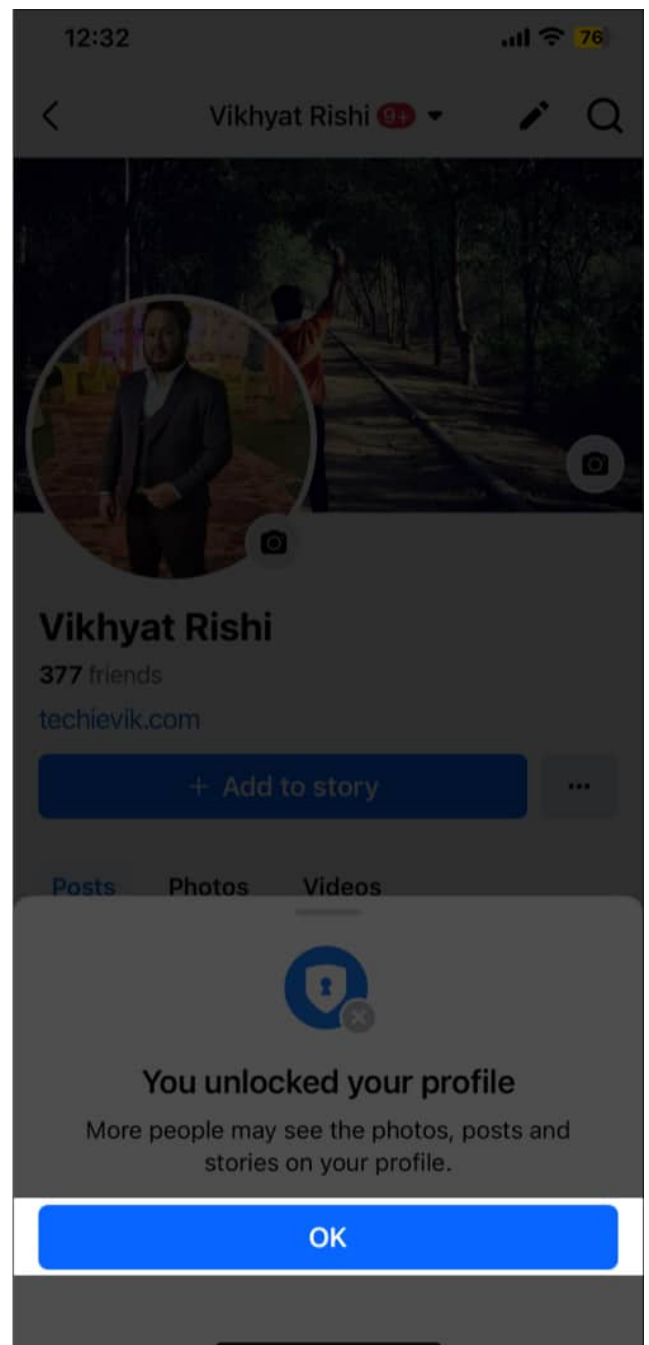 12:32
76
Vikhyat Rishi 9+
Vikhyat Rishi
377 friends
techievik.com
+ Add to story
Posts Photos Videos
You unlocked your profile
More people may see the photos, posts and
stories on your profile.
OK